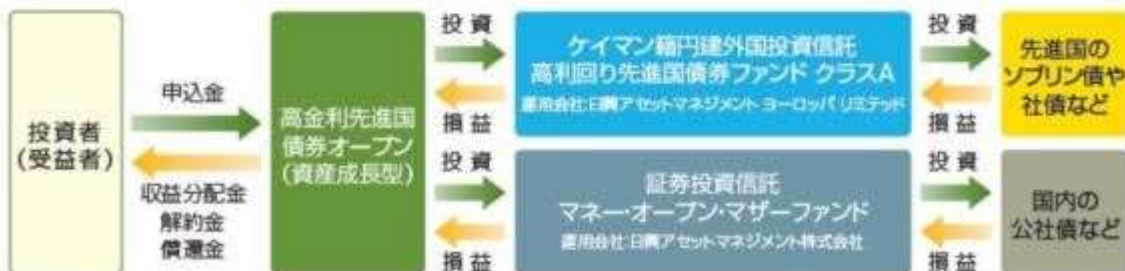 投資者
(受益者)
申込金
収益分配金
解約金
償還金
高金利先進国
債券オープン
(資産成長型)
投資
損益
ケイマン籍円建外国投資信託
高利回り先進国債券ファンド クラスA
運用会社:日興アセットマネジメント ヨーロッパ リミテッド
投資
損益
先進国の
ソブリン債や
社債など
投資
損益
証券投資信託
マネー・オープン・マザーファンド
運用会社:日興アセットマネジメント株式会社
投資
損益
国内の
公社債など